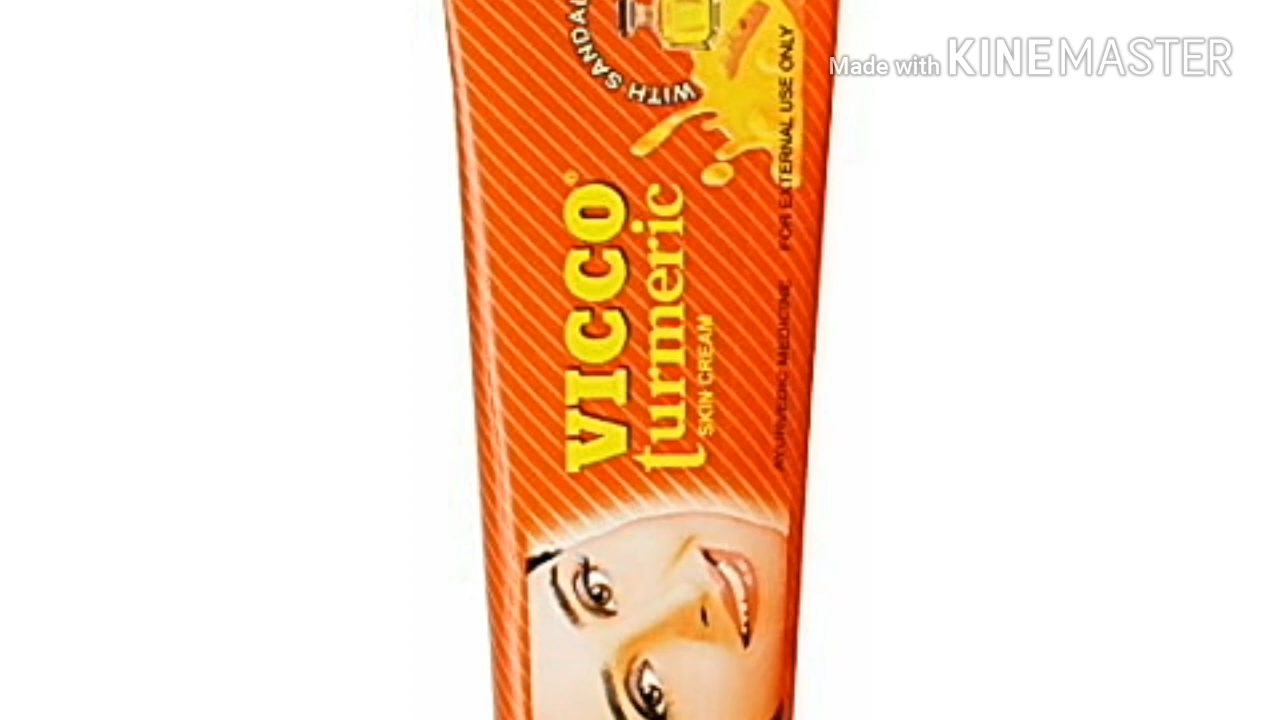 Made with KINEMASTER
WITH SANDAL
VICCO®
turmeric
SKIN CREAM
AYURVEDIC MEDICINE FOR EXTERNAL USE ONLY